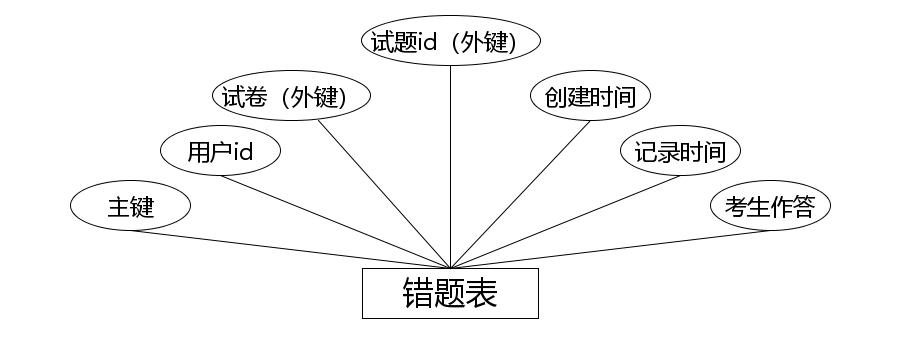 试题id（外键）
试卷（外键）
创建时间
用户id
记录时间
主键
考生作答
错题表